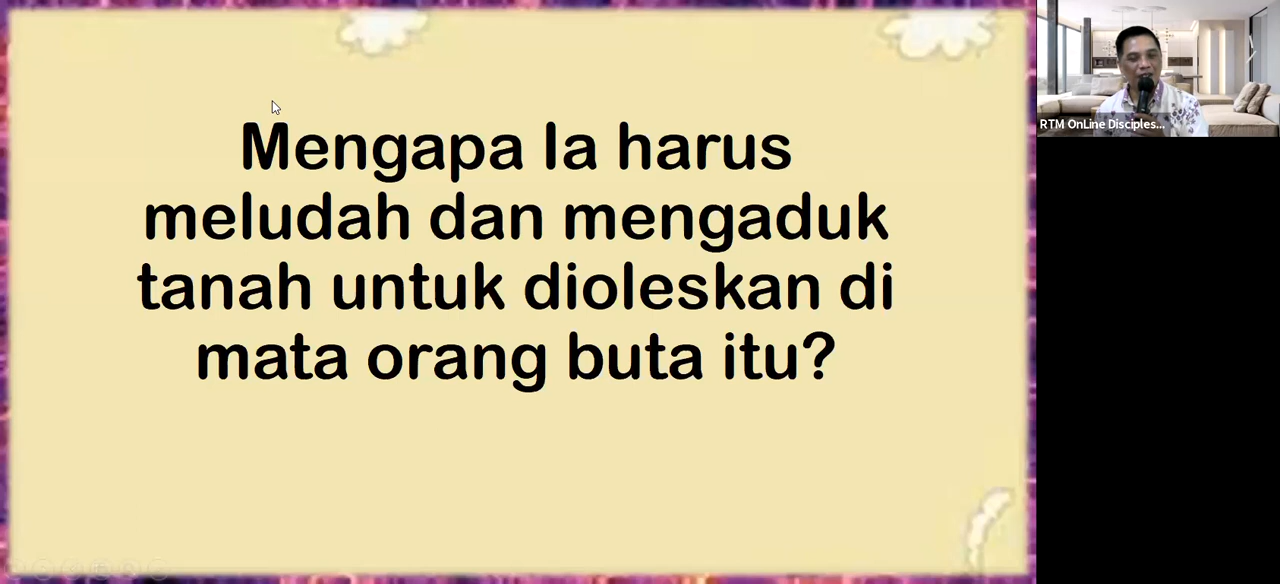 Mengapa Ia harus
meludah dan mengaduk
tanah untuk dioleskan di
mata orang buta itu?
RTM OnLine Disciples...